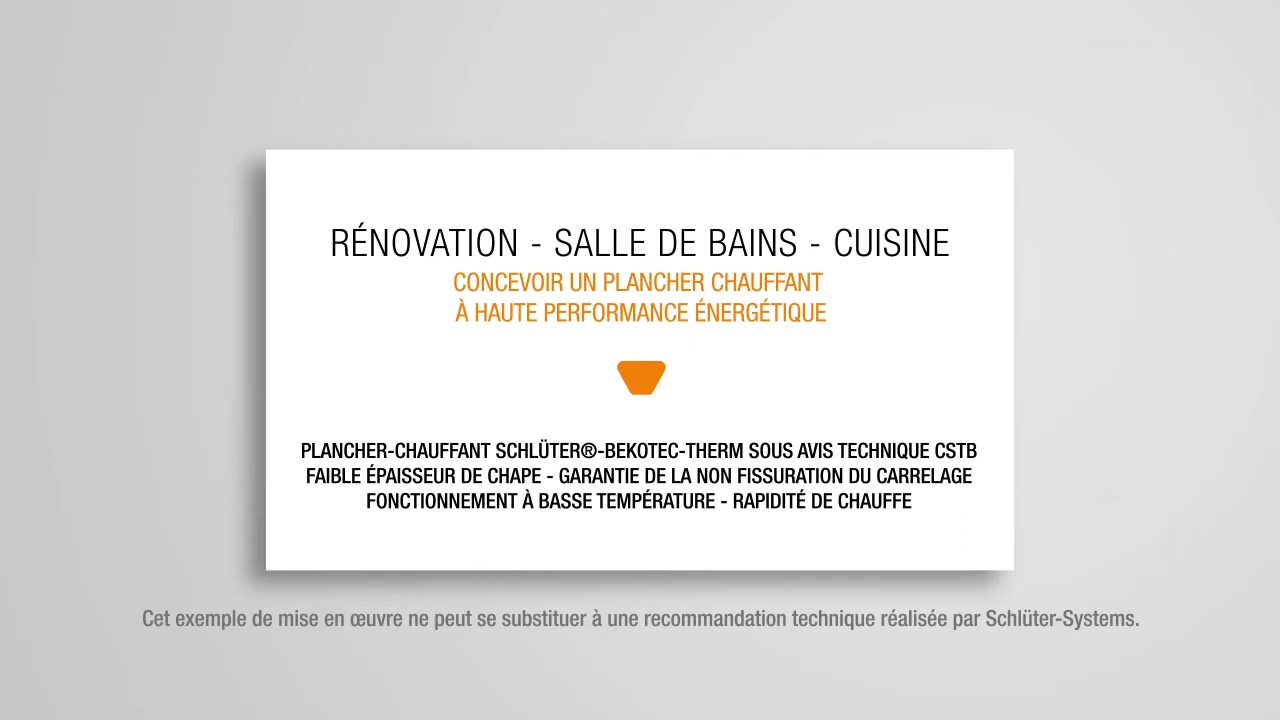 RÉNOVATION - SALLE DE BAINS - CUISINE
CONCEVOIR UN PLANCHER CHAUFFANT
À HAUTE PERFORMANCE ÉNERGÉTIQUE
PLANCHER-CHAUFFANT SCHLÜTER®-BEKOTEC-THERM SOUS AVIS TECHNIQUE CSTB
FAIBLE ÉPAISSEUR DE CHAPE - GARANTIE DE LA NON FISSURATION DU CARRELAGE
FONCTIONNEMENT À BASSE TEMPÉRATURE - RAPIDITÉ DE CHAUFFE
Cet exemple de mise en œuvre ne peut se substituer à une recommandation technique réalisée par Schlüter-Systems.